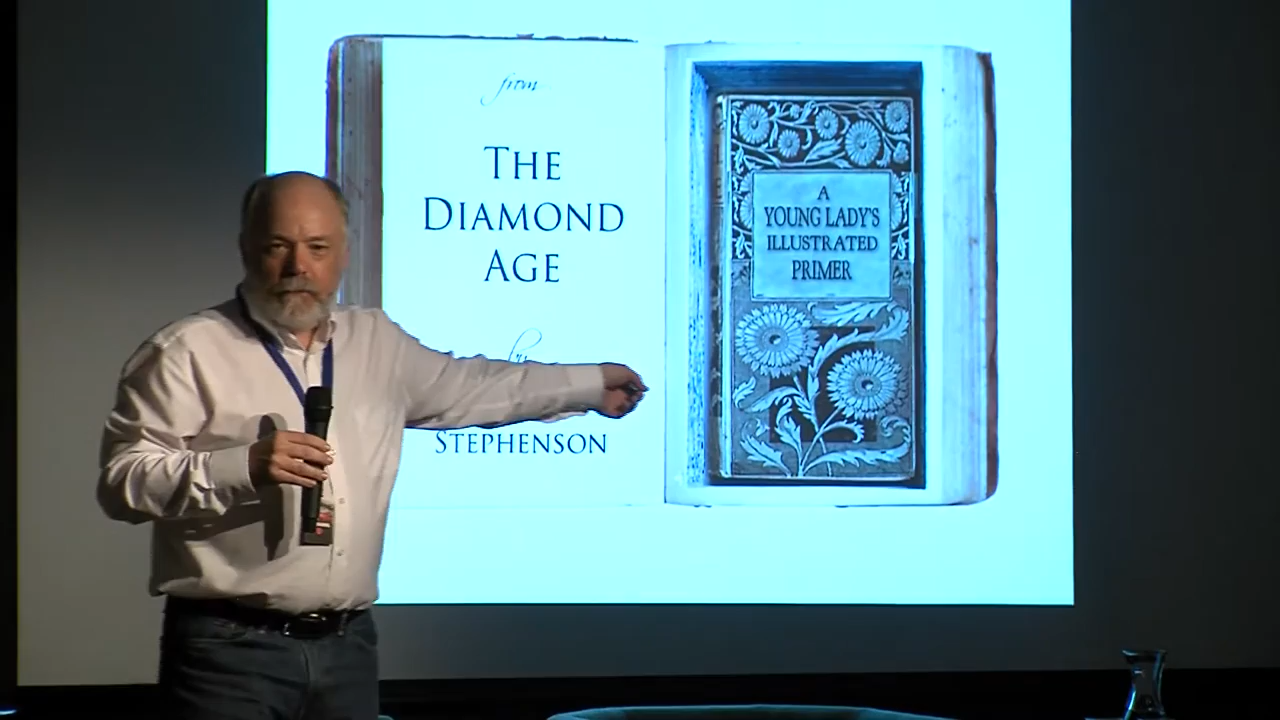 from
THE
DIAMOND
AGE
by
STEPHENSON
A
YOUNG LADY'S
ILLUSTRATED
PRIMER